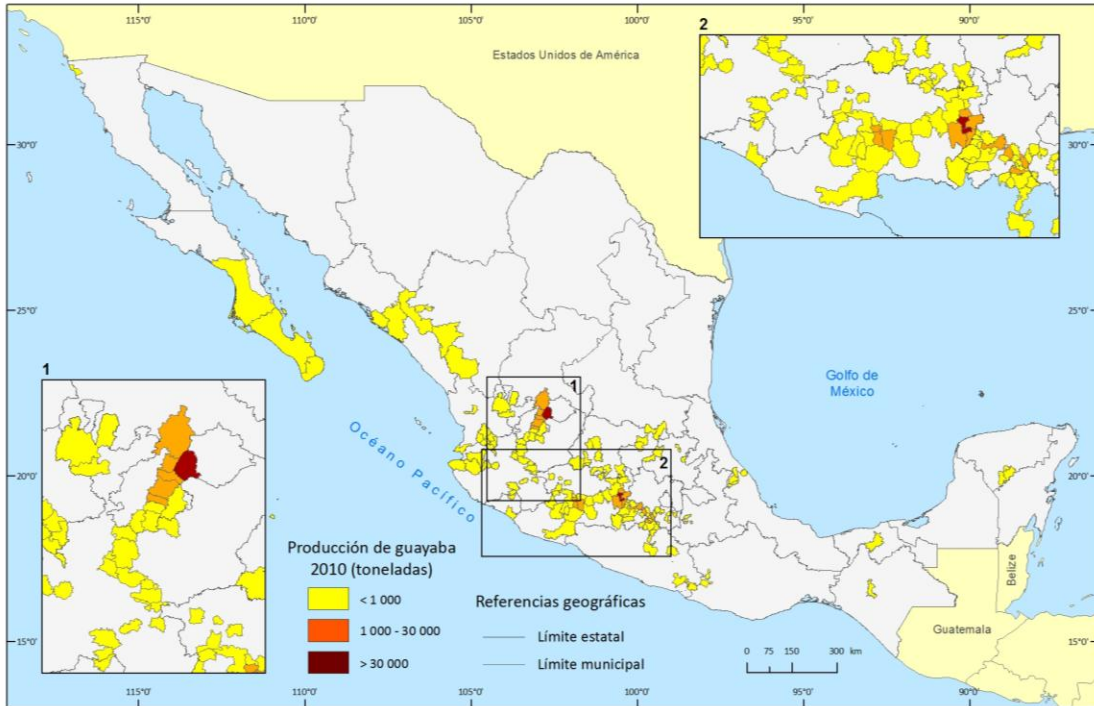 115°0'
110°0'
105°0'
100°0'
95°0'
90°0'
2
Estados Unidos de América
30°0'
30°0'
25°0'
25°0'
Golfo de
México
1
1
Océano Pacífico
20°0'
20°0'
2
Producción de guayaba
2010 (toneladas)
< 1 000
1 000 - 30 000
> 30 000
Referencias geográficas
Límite estatal
Límite municipal
Belize
Guatemala
0 75 150 300 km
15°0'
15°0'
115°0'
110°0'
105°0'
100°0'
95°0'
90°0'